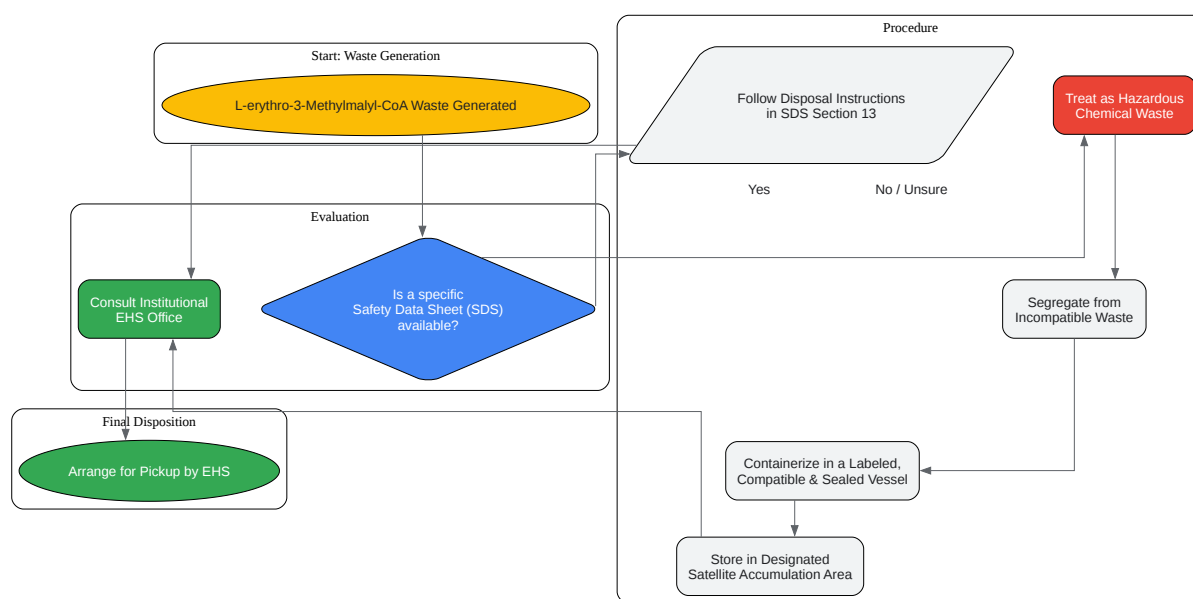 Procedure
Start: Waste Generation
L-erythro-3-Methylmalyl-CoA Waste Generated
Follow Disposal Instructions
in SDS Section 13
Treat as Hazardous
Chemical Waste
Yes
No / Unsure
Evaluation
Consult Institutional
EHS Office
Is a specific
Safety Data Sheet (SDS)
available?
Segregate from
Incompatible Waste
Final Disposition
Arrange for Pickup by EHS
Containerize in a Labeled,
Compatible & Sealed Vessel
Store in Designated
Satellite Accumulation Area